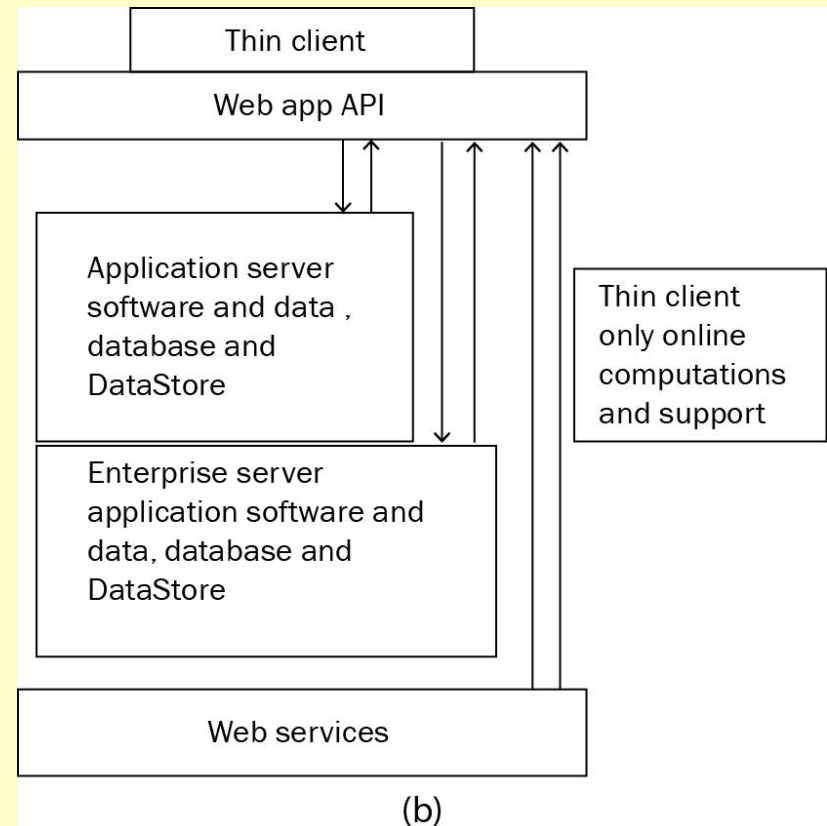 Thin client
Web app API
Application server
software and data ,
database and
DataStore
Thin client
only online
computations
and support
Enterprise server
application software and
data, database and
DataStore
Web services
(b)